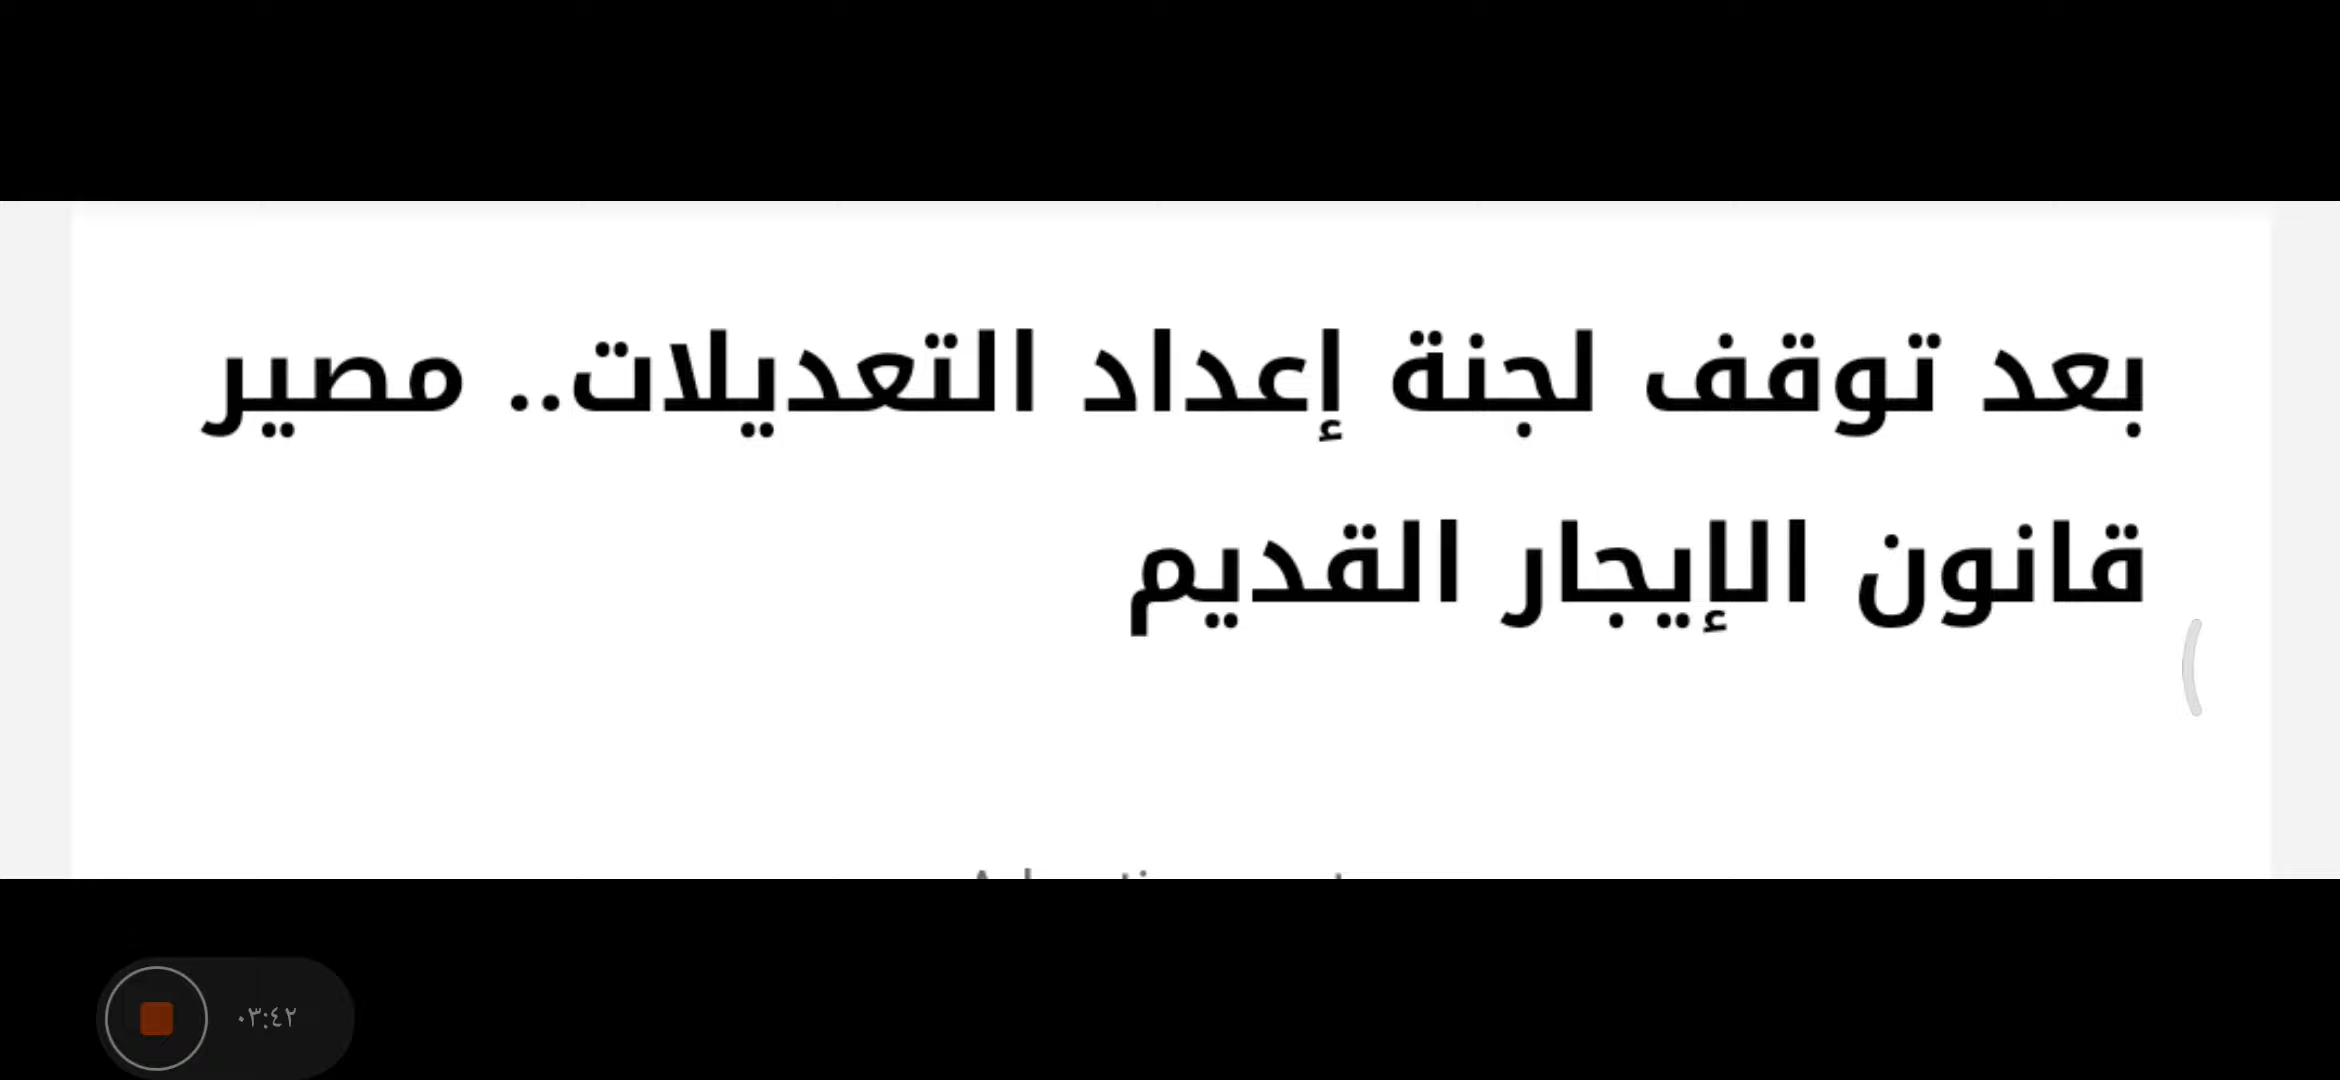 بعد توقف لجنة إعداد التعديلات.. مصير
قانون الإيجار القديم
٠٣:٤٢